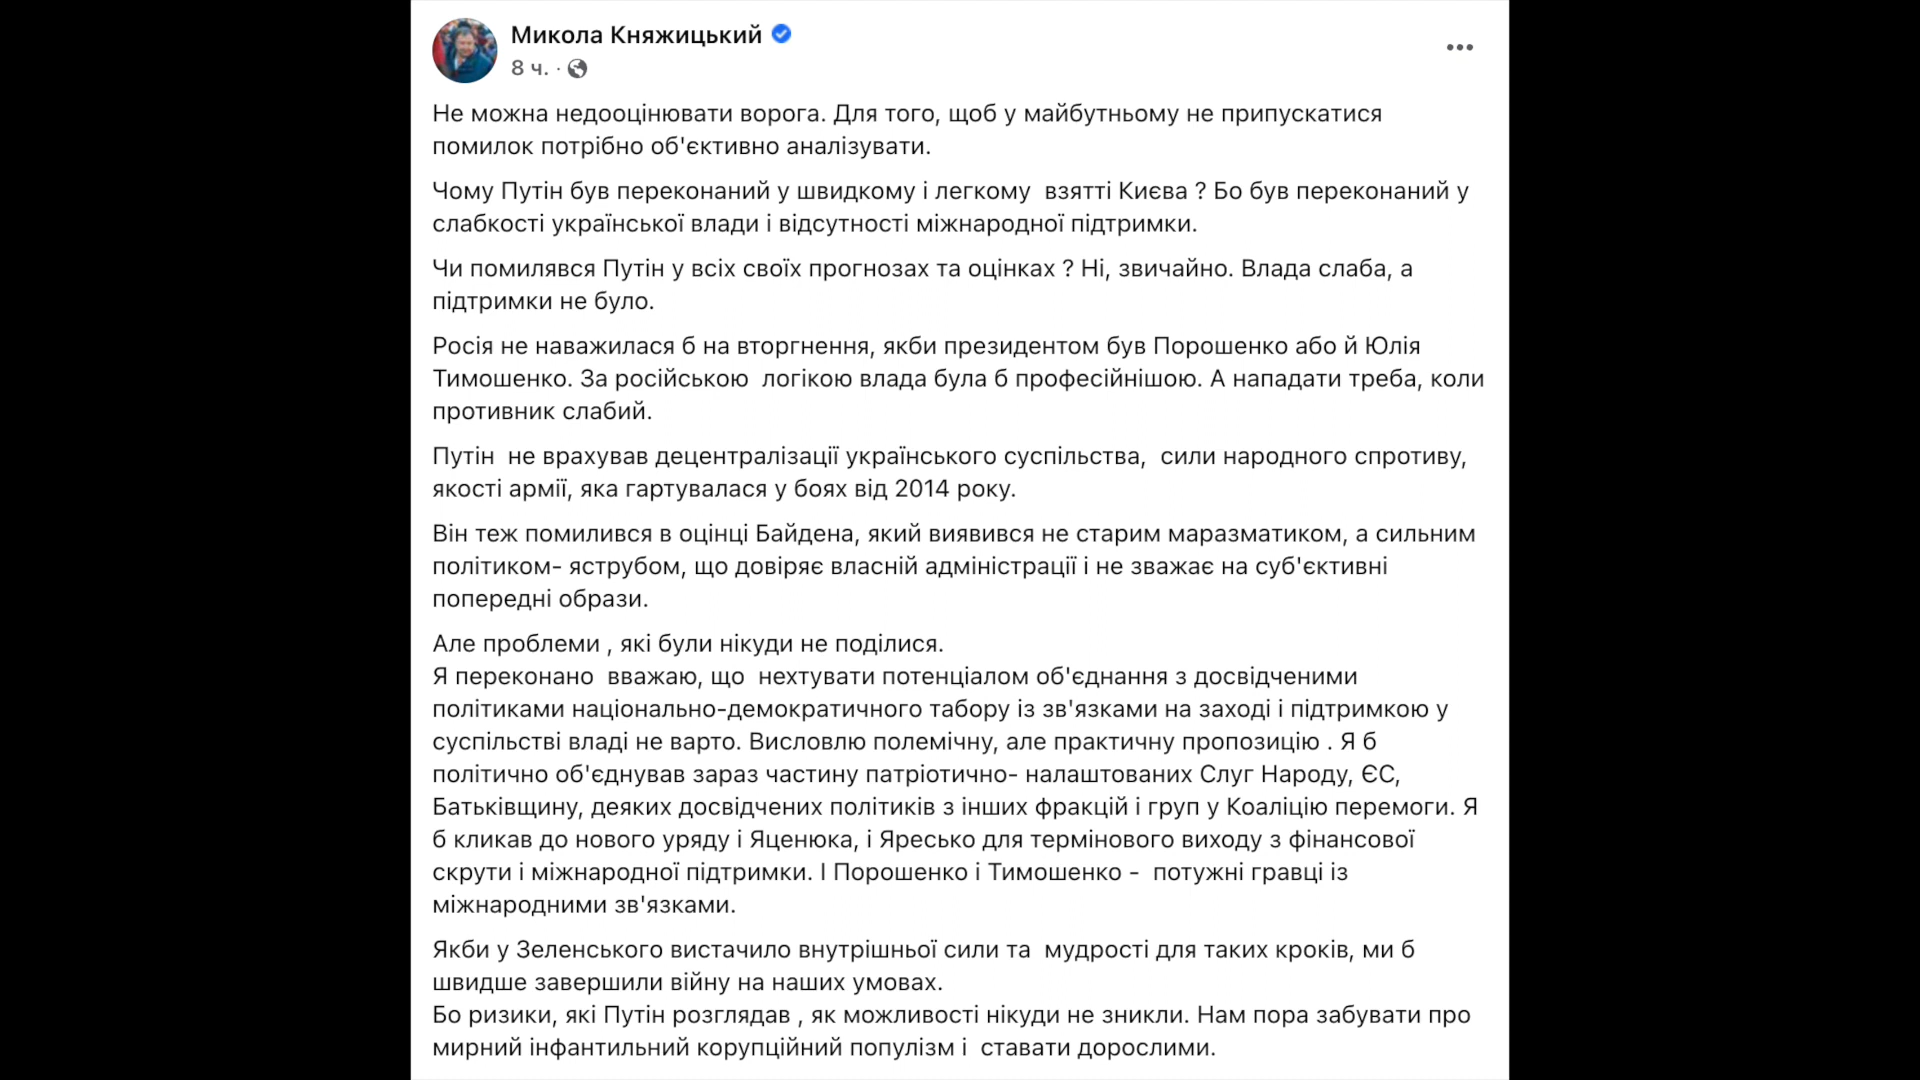 Микола Княжицький
8 ч. ·
Не можна недооцінювати ворога. Для того, щоб у майбутньому не припускатися
помилок потрібно об'єктивно аналізувати.
Чому Путін був переконаний у швидкому і легкому  взятті Києва ? Бо був переконаний у
слабкості української влади і відсутності міжнародної підтримки.
Чи помилявся Путін у всіх своїх прогнозах та оцінках ? Ні, звичайно. Влада слаба, а
підтримки не було.
Росія не наважилася б на вторгнення, якби президентом був Порошенко або й Юлія
Тимошенко. За російською  логікою влада була б професійнішою. А нападати треба, коли
противник слабий.
Путін  не врахував децентралізації українського суспільства,  сили народного спротиву,
якості армії, яка гартувалася у боях від 2014 року.
Він теж помилився в оцінці Байдена, який виявився не старим маразматиком, а сильним
політиком- яструбом, що довіряє власній адміністрації і не зважає на суб'єктивні
попередні образи.
Але проблеми , які були нікуди не поділися.
Я переконано  вважаю, що  нехтувати потенціалом об'єднання з досвідченими
політиками національно-демократичного табору із зв'язками на заході і підтримкою у
суспільстві владі не варто. Висловлю полемічну, але практичну пропозицію . Я б
політично об'єднував зараз частину патріотично- налаштованих Слуг Народу, ЄС,
Батьківщину, деяких досвідчених політиків з інших фракцій і груп у Коаліцію перемоги. Я
б кликав до нового уряду і Яценюка, і Яресько для термінового виходу з фінансової
скрути і міжнародної підтримки. І Порошенко і Тимошенко -  потужні гравці із
міжнародними зв'язками.
Якби у Зеленського вистачило внутрішньої сили та  мудрості для таких кроків, ми б
швидше завершили війну на наших умовах.
Бо ризики, які Путін розглядав , як можливості нікуди не зникли. Нам пора забувати про
мирний інфантильний корупційний популізм і  ставати дорослими.